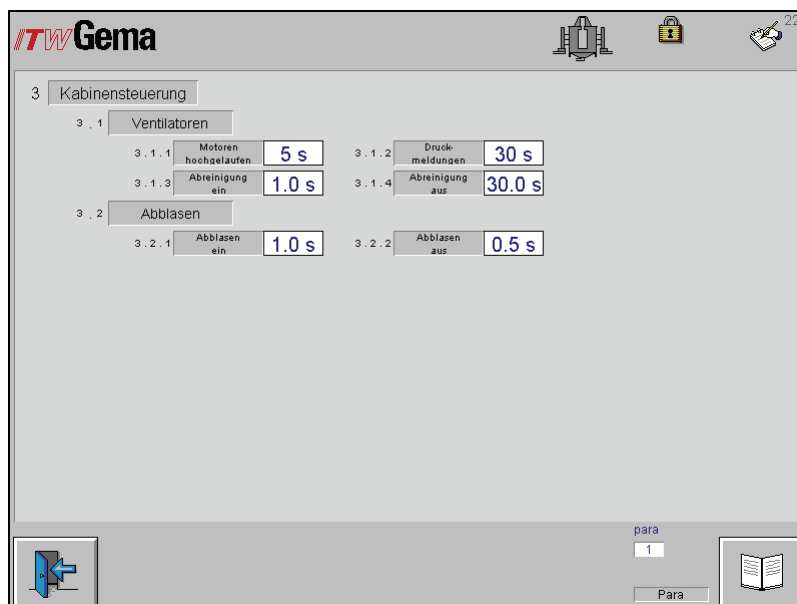 ITWGema
22
3 Kabinensteuerung
3 . 1 Ventilatoren
3 . 1 . 1 Motoren hochgelaufen 5 s 3 . 1 . 2 Druck- meldungen 30 s
3 . 1 . 3 Abreinigung ein 1.0 s 3 . 1 . 4 Abreinigung aus 30.0 s
3 . 2 Abblasen
3 . 2 . 1 Abblasen ein 1.0 s 3 . 2 . 2 Abblasen aus 0.5 s
para
1
Para